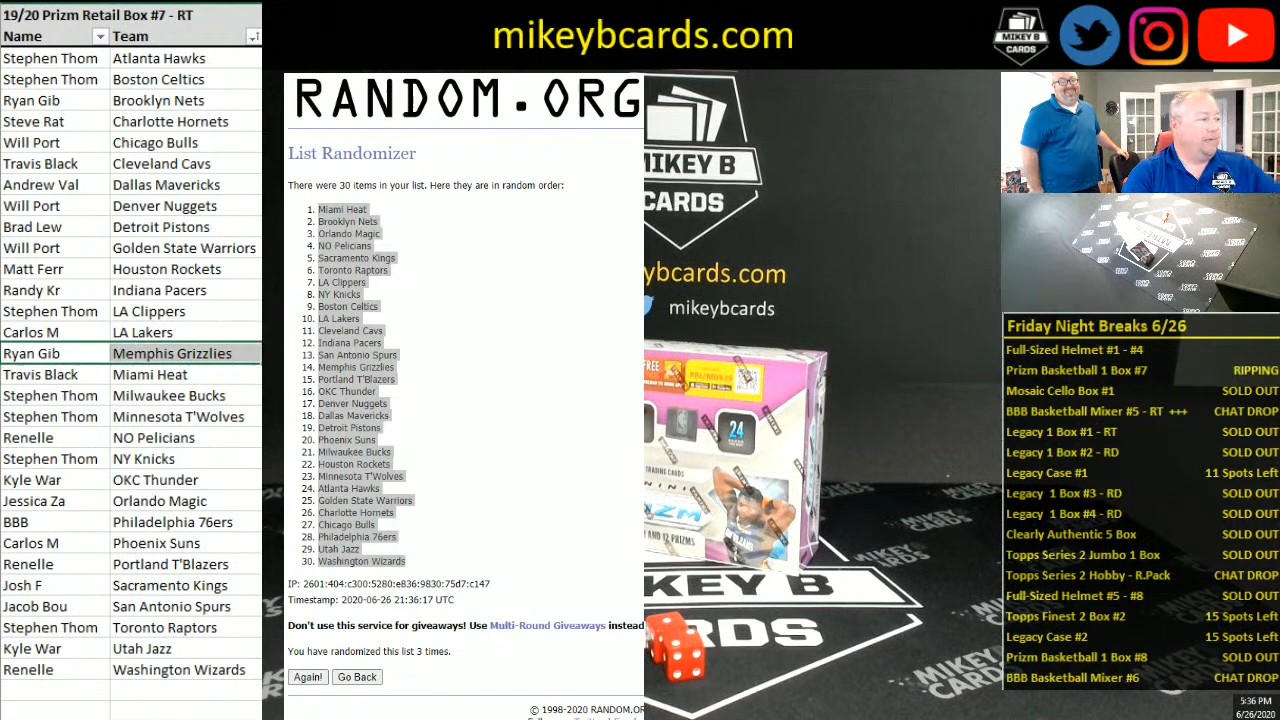 19/20 Prizm Retail Box #7 - RT
Name Team
Stephen Thom Atlanta Hawks
Stephen Thom Boston Celtics
Ryan Gib Brooklyn Nets
Steve Rat Charlotte Hornets
Will Port Chicago Bulls
Travis Black Cleveland Cavs
Andrew Val Dallas Mavericks
Will Port Denver Nuggets
Brad Lew Detroit Pistons
Will Port Golden State Warriors
Matt Ferr Houston Rockets
Randy Kr Indiana Pacers
Stephen Thom LA Clippers
Carlos M LA Lakers
Ryan Gib Memphis Grizzlies
Travis Black Miami Heat
Stephen Thom Milwaukee Bucks
Stephen Thom Minnesota T'Wolves
Renelle NO Pelicians
Stephen Thom NY Knicks
Kyle War OKC Thunder
Jessica Za Orlando Magic
BBB Philadelphia 76ers
Carlos M Phoenix Suns
Renelle Portland T'Blazers
Josh F Sacramento Kings
Jacob Bou San Antonio Spurs
Stephen Thom Toronto Raptors
Kyle War Utah Jazz
Renelle Washington Wizards
mikeybcards.com
MIKEY B
CARDS
RANDOM.ORG
List Randomizer
There were 30 items in your list. Here they are in random order:
1. Miami Heat
2. Brooklyn Nets
3. Orlando Magic
4. NO Pelicians
5. Sacramento Kings
6. Toronto Raptors
7. LA Clippers
8. NY Knicks
9. Boston Celtics
10. LA Lakers
11. Cleveland Cavs
12. Indiana Pacers
13. San Antonio Spurs
14. Memphis Grizzlies
15. Portland T'Blazers
16. OKC Thunder
17. Denver Nuggets
18. Dallas Mavericks
19. Detroit Pistons
20. Phoenix Suns
21. Milwaukee Bucks
22. Houston Rockets
23. Minnesota T'Wolves
24. Atlanta Hawks
25. Golden State Warriors
26. Charlotte Hornets
27. Chicago Bulls
28. Philadelphia 76ers
29. Utah Jazz
30. Washington Wizards
IP: 2601:404:c300:5280:e836:9830:75d7:c147
Timestamp: 2020-06-26 21:36:17 UTC
Don't use this service for giveaways! Use Multi-Round Giveaways instead
You have randomized this list 3 times.
Again! Go Back
© 1998-2020 RANDOM.OR
MIKEY B
CARDS
ybcards.com
mikeybcards
FREE
24
TRADING CARDS
AND 12 PRIZMS
KEY B
RDS
MIKEY B
CARDS
Friday Night Breaks 6/26
Full-Sized Helmet #1 - #4
Prizm Basketball 1 Box #7 RIPPING
Mosaic Cello Box #1 SOLD OUT
BBB Basketball Mixer #5 - RT +++ CHAT DROP
Legacy 1 Box #1 - RT SOLD OUT
Legacy 1 Box #2 - RD SOLD OUT
Legacy Case #1 11 Spots Left
Legacy 1 Box #3 - RD SOLD OUT
Legacy 1 Box #4 - RD SOLD OUT
Clearly Authentic 5 Box SOLD OUT
Topps Series 2 Jumbo 1 Box SOLD OUT
Topps Series 2 Hobby - R.Pack CHAT DROP
Full-Sized Helmet #5 - #8 SOLD OUT
Topps Finest 2 Box #2 15 Spots Left
Legacy Case #2 15 Spots Left
Prizm Basketball 1 Box #8 SOLD OUT
BBB Basketball Mixer #6 CHAT DROP
5:36 PM
6/26/2020